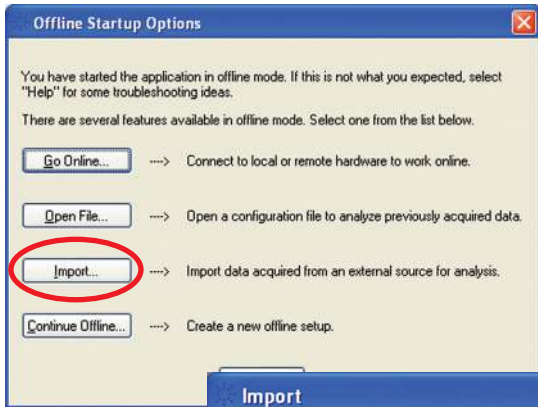 Offline Startup Options
You have started the application in offline mode. If this is not what you expected, select
"Help" for some troubleshooting ideas.
There are several features available in offline mode. Select one from the list below.
Go Online... ----> Connect to local or remote hardware to work online.
Open File... ----> Open a configuration file to analyze previously acquired data.
Import... ----> Import data acquired from an external source for analysis.
Continue Offline... ----> Create a new offline setup.
Import